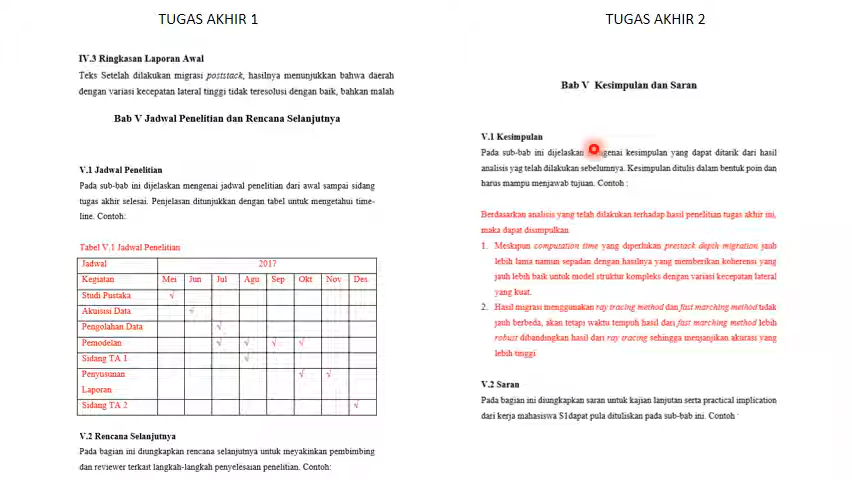 TUGAS AKHIR 1
IV.3 Ringkasan Laporan Awal
Teks Setelah dilakukan migrasi poststack, hasilnya menunjukkan bahwa daerah
dengan variasi kecepatan lateral tinggi tidak teresolusi dengan baik, bahkan malah
Bab V Jadwal Penelitian dan Rencana Selanjutnya
V.1 Jadwal Penelitian
Pada sub-bab ini dijelaskan mengenai jadwal penelitian dari awal sampai sidang
tugas akhir selesai. Penjelasan ditunjukkan dengan tabel untuk mengetahui time-
line. Contoh:
Tabel V.1 Jadwal Penelitian
Jadwal 2017
Kegiatan Mei Jun Jul Agu Sep Okt Nov Des
Studi Pustaka √
Akuisisi Data √
Pengolahan Data √
Pemodelan √ √ √ √
Sidang TA 1 √
Penyusunan √ √
Laporan
Sidang TA 2 √
V.2 Rencana Selanjutnya
Pada bagian ini diungkapkan rencana selanjutnya untuk meyakinkan pembimbing
dan reviewer terkait langkah-langkah penyelesaian penelitian. Contoh:
TUGAS AKHIR 2
Bab V Kesimpulan dan Saran
V.1 Kesimpulan
Pada sub-bab ini dijelaskan genai kesimpulan yang dapat ditarik dari hasil
analisis yag telah dilakukan sebelumnya. Kesimpulan ditulis dalam bentuk poin dan
harus mampu menjawab tujuan. Contoh :
Berdasarkan analisis yang telah dilakukan terhadap hasil penelitian tugas akhir ini,
maka dapat disimpulkan
1. Meskipun computation time yang diperlukan prestack depth migration jauh
lebih lama namun sepadan dengan hasilnya yang memberikan koherensi yang
jauh lebih baik untuk model struktur kompleks dengan variasi kecepatan lateral
yang kuat.
2. Hasil migrasi menggunakan ray tracing method dan fast marching method tidak
jauh berbeda, akan tetapi waktu tempuh hasil dari fast marching method lebih
robust dibandingkan hasil dari ray tracing sehingga menjanjikan akurasi yang
lebih tinggi
V.2 Saran
Pada bagian ini diungkapkan saran untuk kajian lanjutan serta practical implication
dari kerja mahasiswa S1dapat pula dituliskan pada sub-bab ini. Contoh